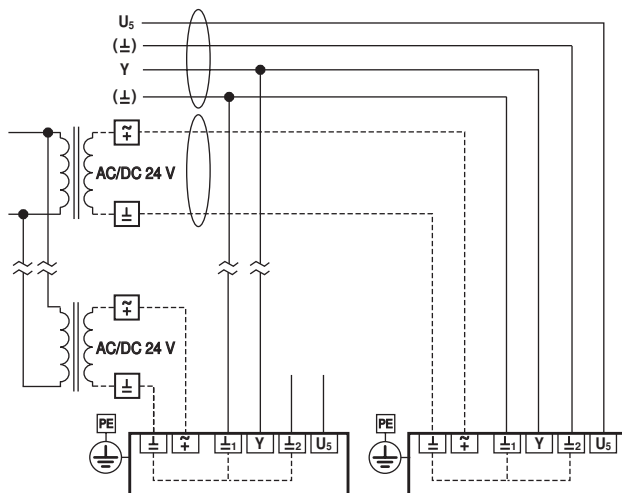 U5
(⊥)
Y
(⊥)
~
+
AC/DC 24 V
⊥
~
+
AC/DC 24 V
⊥
PE ⊥ ~+ ⊥1 Y ⊥2 U5
PE ⊥ ~+ ⊥1 Y ⊥2 U5